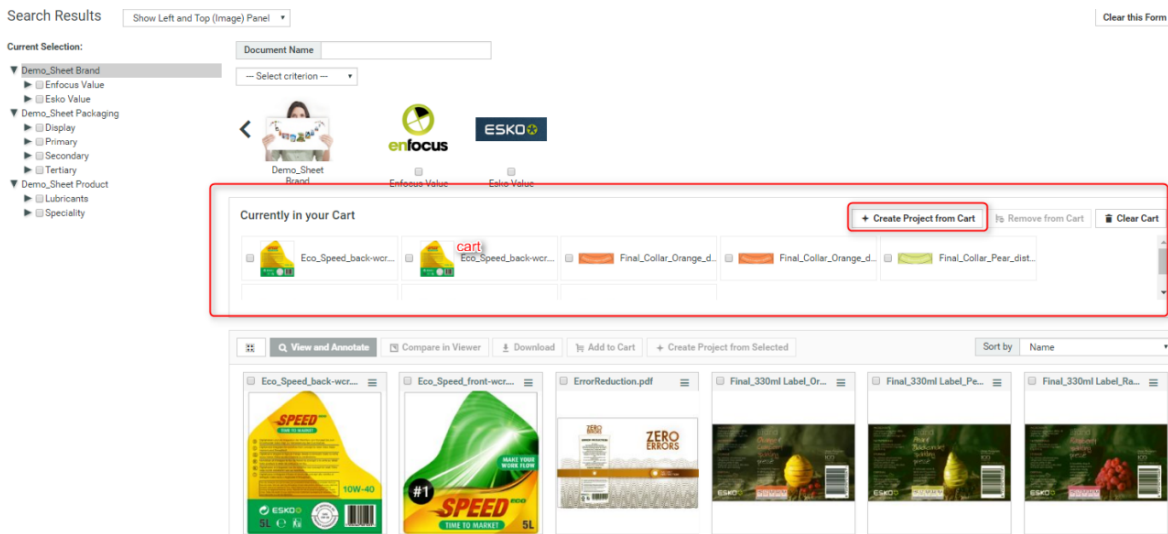 Search Results
Show Left and Top (Image) Panel
Clear this Form
Current Selection:
Document Name
Demo_Sheet Brand
Enfocus Value
Esko Value
Demo_Sheet Packaging
Display
Primary
Secondary
Tertiary
Demo_Sheet Product
Lubricants
Speciality
--- Select criterion ---
enfocus
ESKO
Demo_Sheet
Brand
Enfocus Value
Esko Value
Currently in your Cart
+ Create Project from Cart
Remove from Cart
Clear Cart
cart
Eco_Speed_back-wcr...
Eco_Speed_back-wcr...
Final_Collar_Orange_d...
Final_Collar_Orange_d...
Final_Collar_Pear_dist...
View and Annotate
Compare in Viewer
Download
Add to Cart
+ Create Project from Selected
Sort by
Name
Eco_Speed_back-wcr...
Eco_Speed_front-wcr...
ErrorReduction.pdf
Final_330ml Label_Or...
Final_330ml Label_Pe...
Final_330ml Label_Ra...
SPEED ECO
TIME TO MARKET
10W-40
ESKO
5L
MAKE YOUR
WORK FLOW
#1
SPEED ECO
TIME TO MARKET
5L
ZERO
ERRORS
ZERO
ERRORS
ESKO
ESKO
ESKO